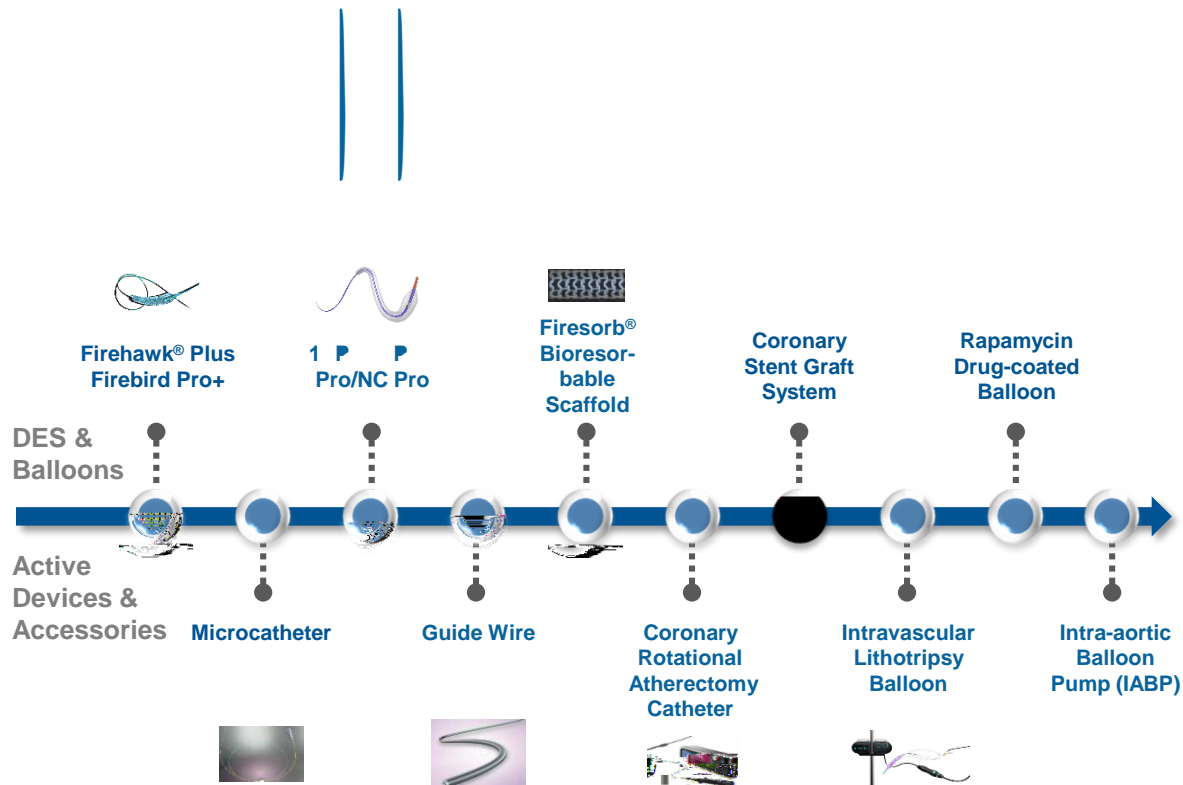 Firehawk® Plus
Firebird Pro+
Pro/NC Pro
Firesorb®
Bioresor-
bable
Scaffold
Coronary
Stent Graft
System
Rapamycin
Drug-coated
Balloon
DES &
Balloons
Active
Devices &
Accessories
Microcatheter
Guide Wire
Coronary
Rotational
Atherectomy
Catheter
Intravascular
Lithotripsy
Balloon
Intra-aortic
Balloon
Pump (IABP)